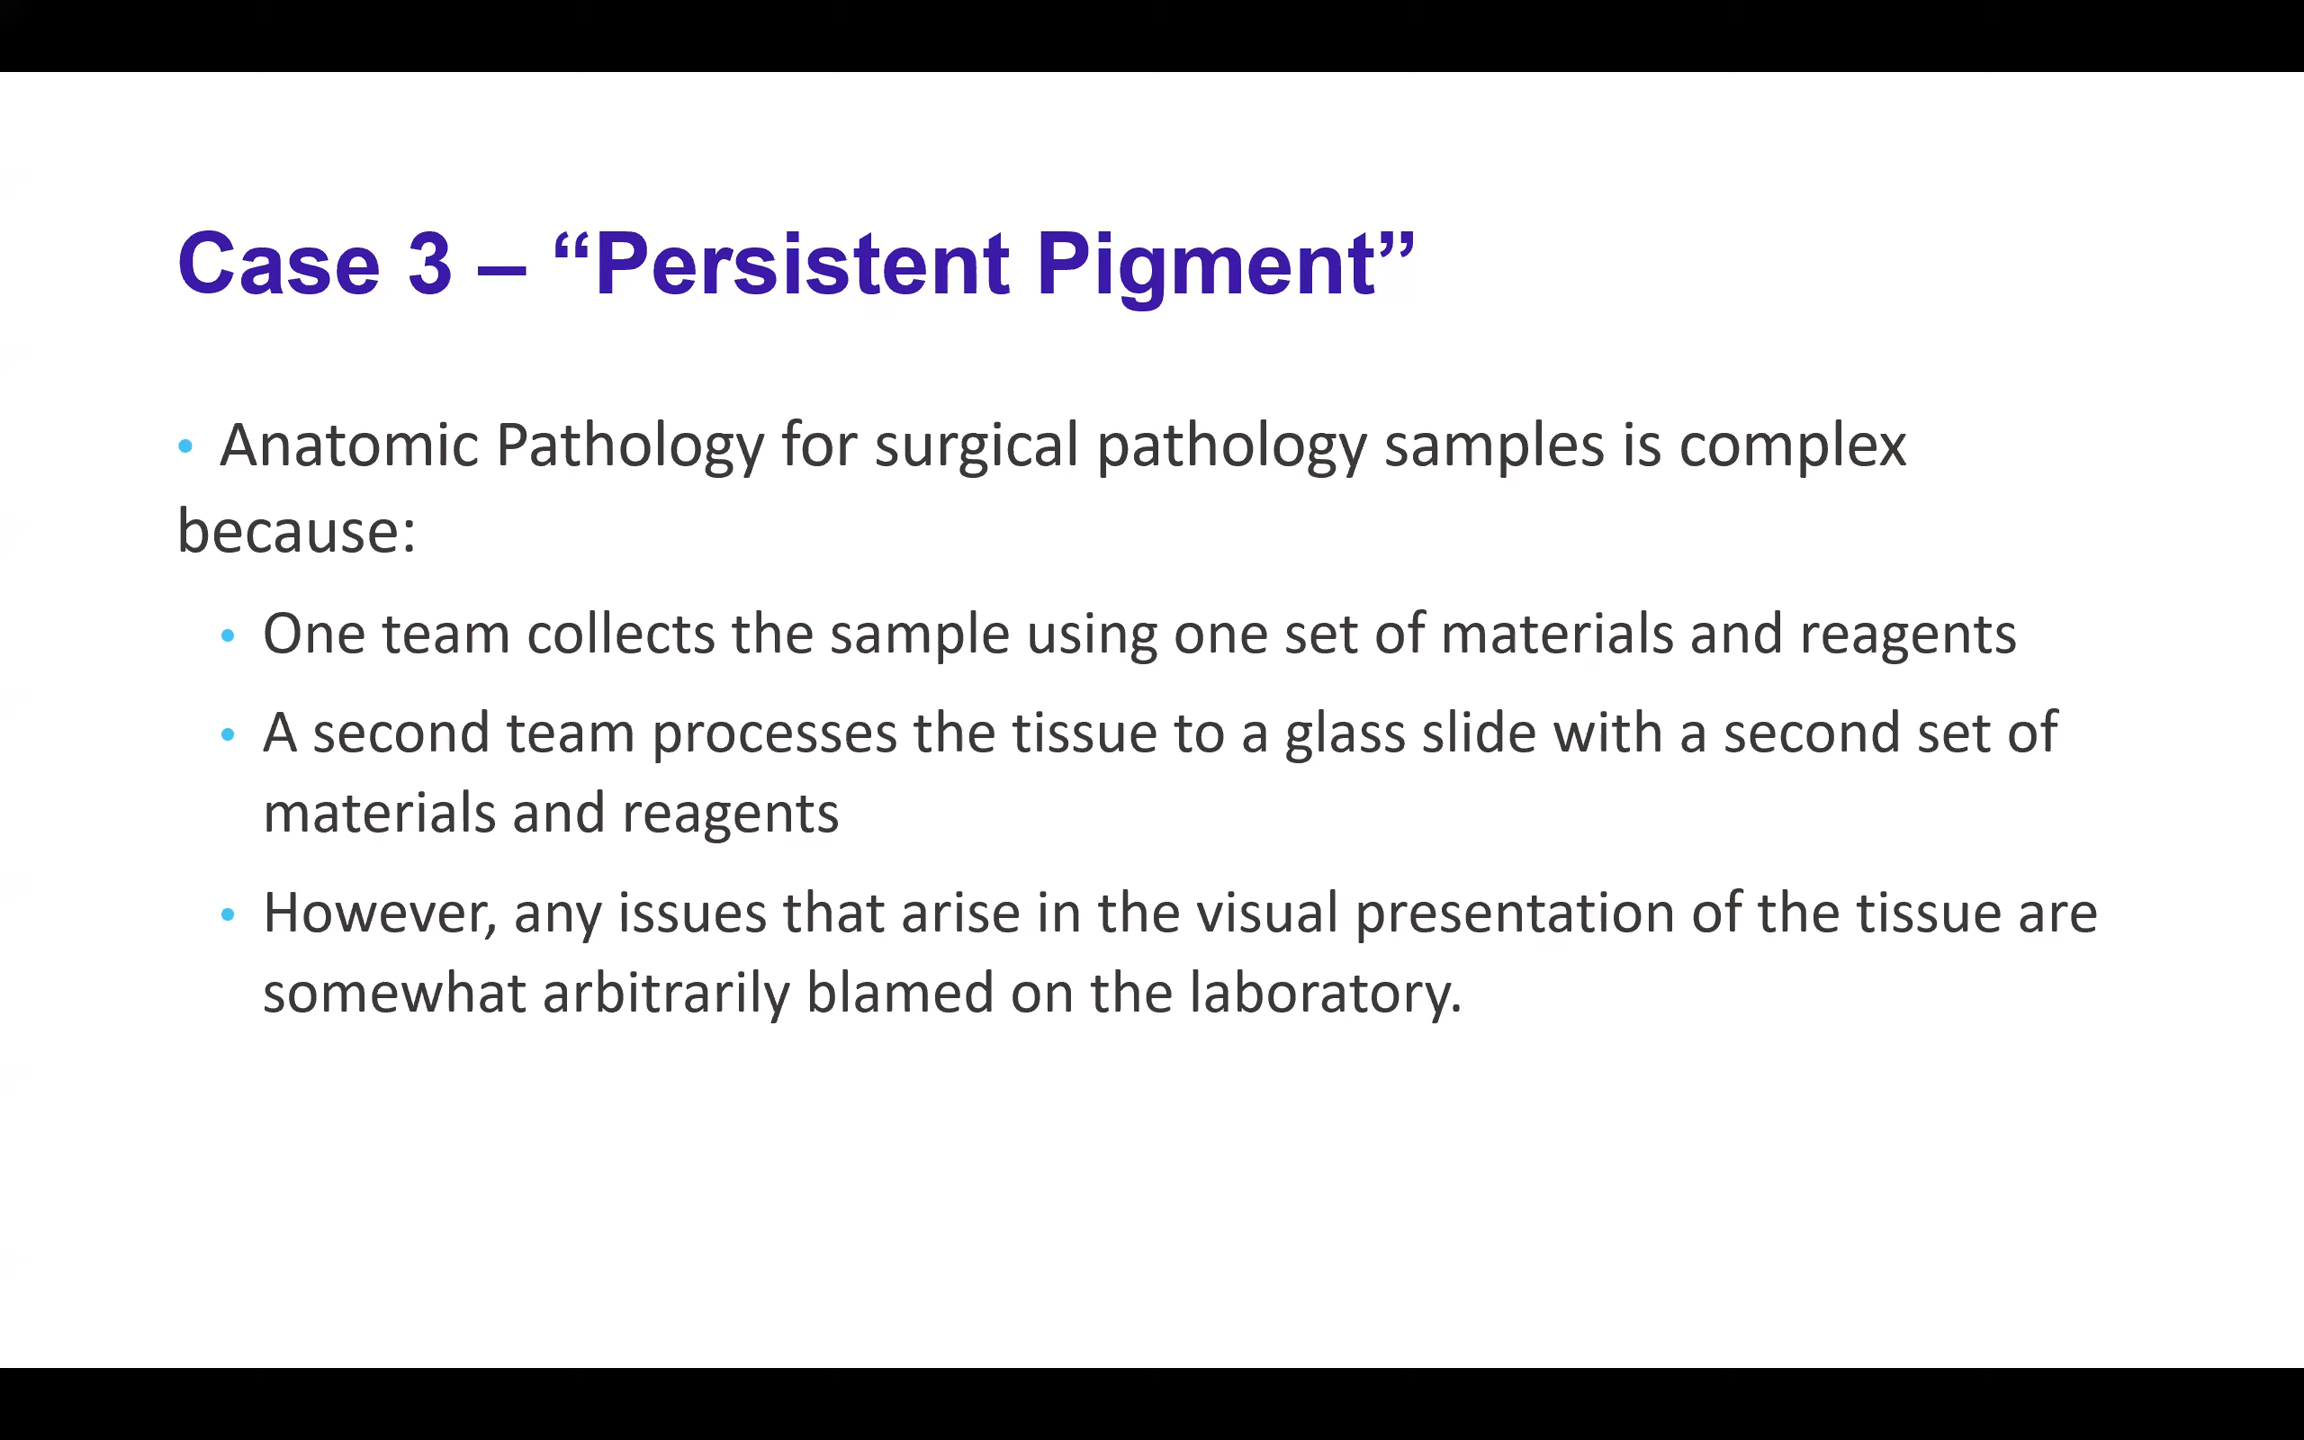 Case 3 – “Persistent Pigment”
• Anatomic Pathology for surgical pathology samples is complex
because:
• One team collects the sample using one set of materials and reagents
• A second team processes the tissue to a glass slide with a second set of
materials and reagents
• However, any issues that arise in the visual presentation of the tissue are
somewhat arbitrarily blamed on the laboratory.